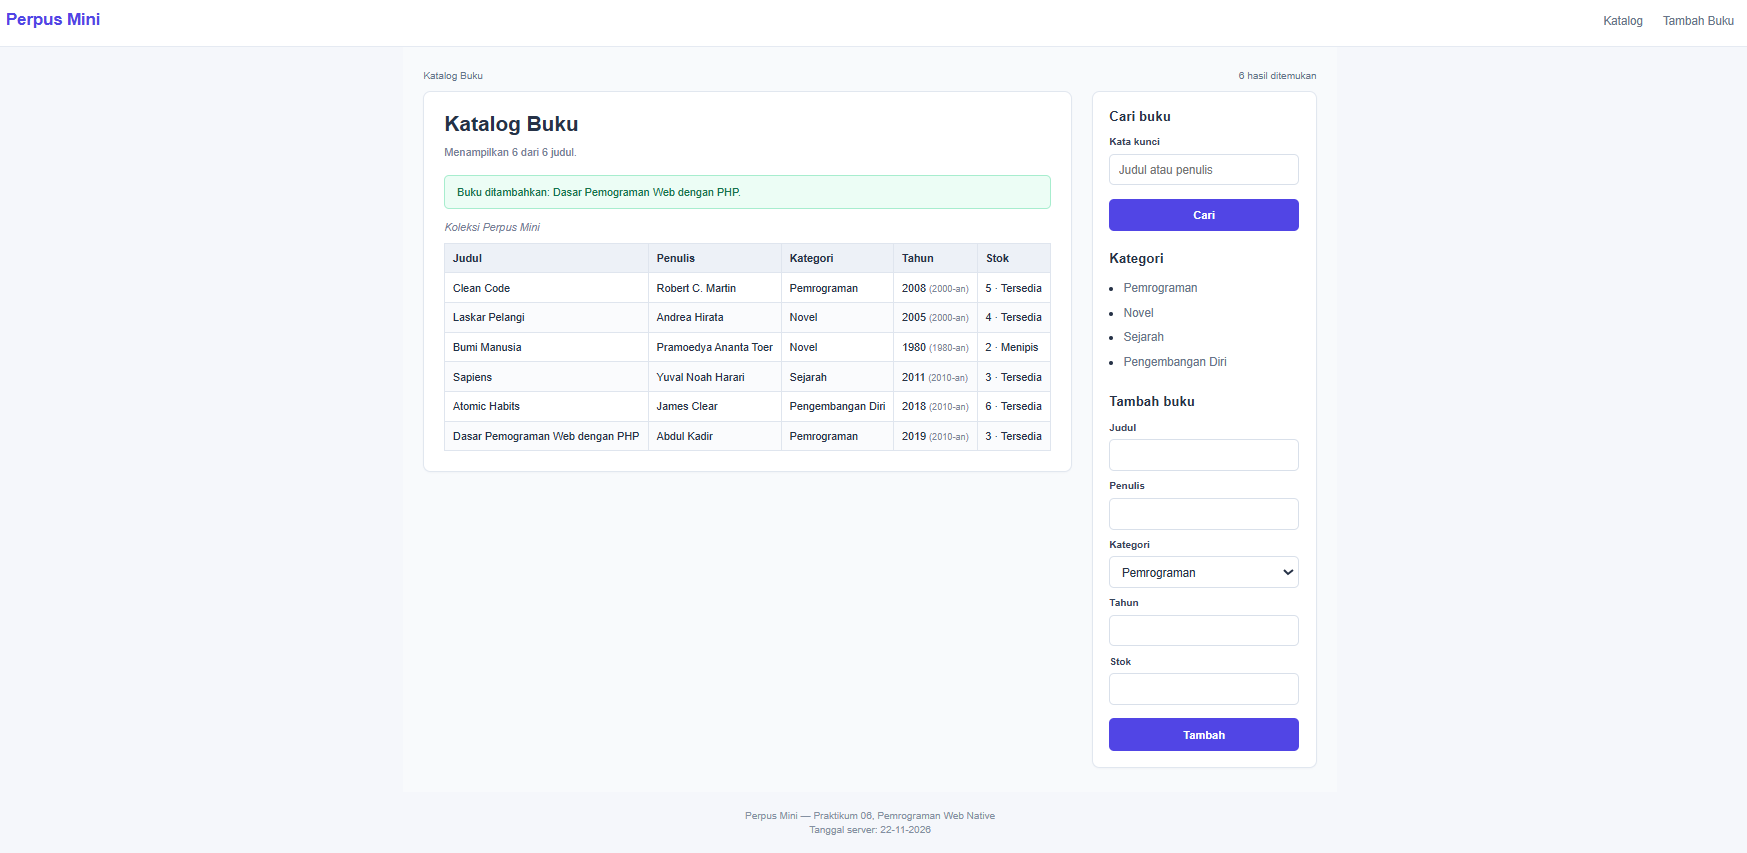 Perpus Mini
Katalog Tambah Buku
Katalog Buku
6 hasil ditemukan
Katalog Buku
Menampilkan 6 dari 6 judul.
Buku ditambahkan: Dasar Pemograman Web dengan PHP.
Koleksi Perpus Mini
Judul Penulis Kategori Tahun Stok
Clean Code Robert C. Martin Pemrograman 2008 (2000-an) 5 · Tersedia
Laskar Pelangi Andrea Hirata Novel 2005 (2000-an) 4 · Tersedia
Bumi Manusia Pramoedya Ananta Toer Novel 1980 (1980-an) 2 · Menipis
Sapiens Yuval Noah Harari Sejarah 2011 (2010-an) 3 · Tersedia
Atomic Habits James Clear Pengembangan Diri 2018 (2010-an) 6 · Tersedia
Dasar Pemograman Web dengan PHP Abdul Kadir Pemrograman 2019 (2010-an) 3 · Tersedia
Cari buku
Kata kunci
Judul atau penulis
Cari
Kategori
Pemrograman
Novel
Sejarah
Pengembangan Diri
Tambah buku
Judul
Penulis
Kategori
Pemrograman
Tahun
Stok
Tambah
Perpus Mini — Praktikum 06, Pemrograman Web Native
Tanggal server: 22-11-2026